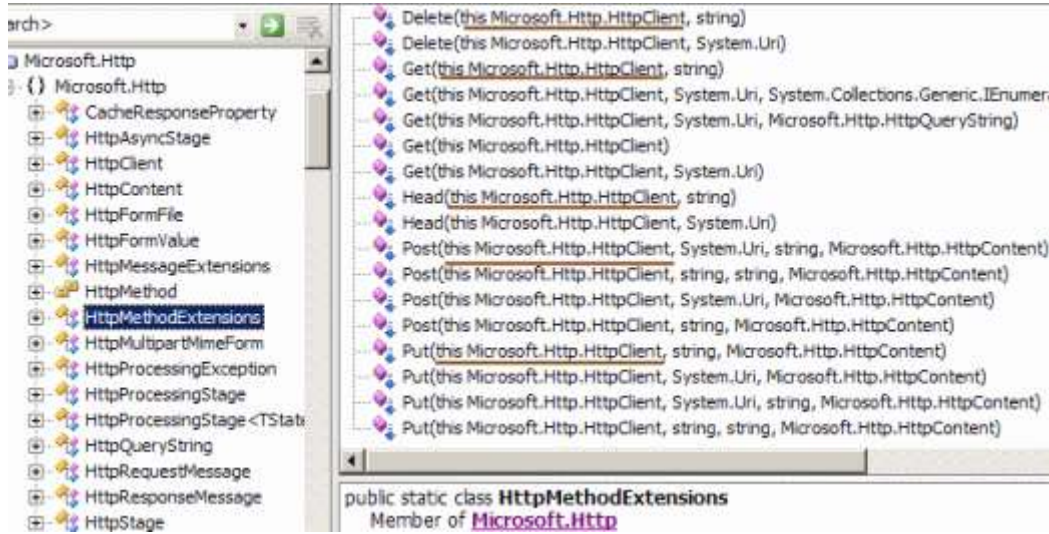 arch>
Microsoft.Http
{} Microsoft.Http
CacheResponseProperty
HttpAsyncStage
HttpClient
HttpContent
HttpFormFile
HttpFormValue
HttpMessageExtensions
HttpMethod
HttpMethodExtensions
HttpMultipartMimeForm
HttpProcessingException
HttpProcessingStage
HttpProcessingStage<TState
HttpQueryString
HttpRequestMessage
HttpResponseMessage
HttpStage
Delete(this Microsoft.Http.HttpClient, string)
Delete(this Microsoft.Http.HttpClient, System.Uri)
Get(this Microsoft.Http.HttpClient, string)
Get(this Microsoft.Http.HttpClient, System.Uri, System.Collections.Generic.IEnumera
Get(this Microsoft.Http.HttpClient, System.Uri, Microsoft.Http.HttpQueryString)
Get(this Microsoft.Http.HttpClient)
Get(this Microsoft.Http.HttpClient, System.Uri)
Head(this Microsoft.Http.HttpClient, string)
Head(this Microsoft.Http.HttpClient, System.Uri)
Post(this Microsoft.Http.HttpClient, System.Uri, string, Microsoft.Http.HttpContent)
Post(this Microsoft.Http.HttpClient, string, string, Microsoft.Http.HttpContent)
Post(this Microsoft.Http.HttpClient, System.Uri, Microsoft.Http.HttpContent)
Post(this Microsoft.Http.HttpClient, string, Microsoft.Http.HttpContent)
Put(this Microsoft.Http.HttpClient, string, Microsoft.Http.HttpContent)
Put(this Microsoft.Http.HttpClient, System.Uri, Microsoft.Http.HttpContent)
Put(this Microsoft.Http.HttpClient, System.Uri, string, Microsoft.Http.HttpContent)
Put(this Microsoft.Http.HttpClient, string, string, Microsoft.Http.HttpContent)
public static class HttpMethodExtensions
Member of Microsoft.Http